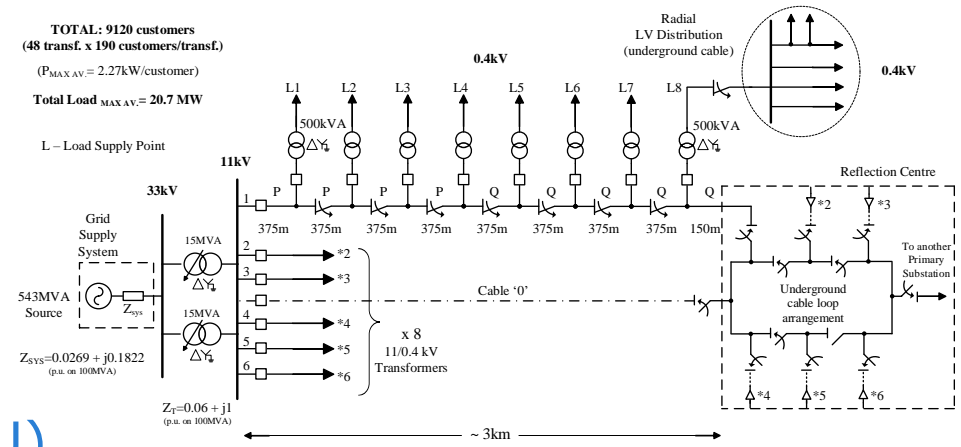 TOTAL: 9120 customers
(48 transf. x 190 customers/transf.)
(PMAX AV.= 2.27kW/customer)
Total Load MAX AV.= 20.7 MW
L – Load Supply Point
Radial
LV Distribution
(underground cable)
0.4kV
0.4kV
L1
L2
L3
L4
L5
L6
L7
L8
500kVA
500kVA
11kV
33kV
Reflection Centre
1
P
P
P
P
Q
Q
Q
Q
Q
375m
375m
375m
375m
375m
375m
375m
375m
150m
*2
*3
Grid
Supply
System
15MVA
2
*2
3
*3
To another
Primary
Substation
543MVA
Source
Zsys
Cable ‘0’
Underground
cable loop
arrangement
15MVA
4
*4
5
*5
6
*6
x 8
11/0.4 kV
Transformers
ZSYS=0.0269 + j0.1822
(p.u. on 100MVA)
*4
*5
*6
ZT=0.06 + j1
(p.u. on 100MVA)
~ 3km